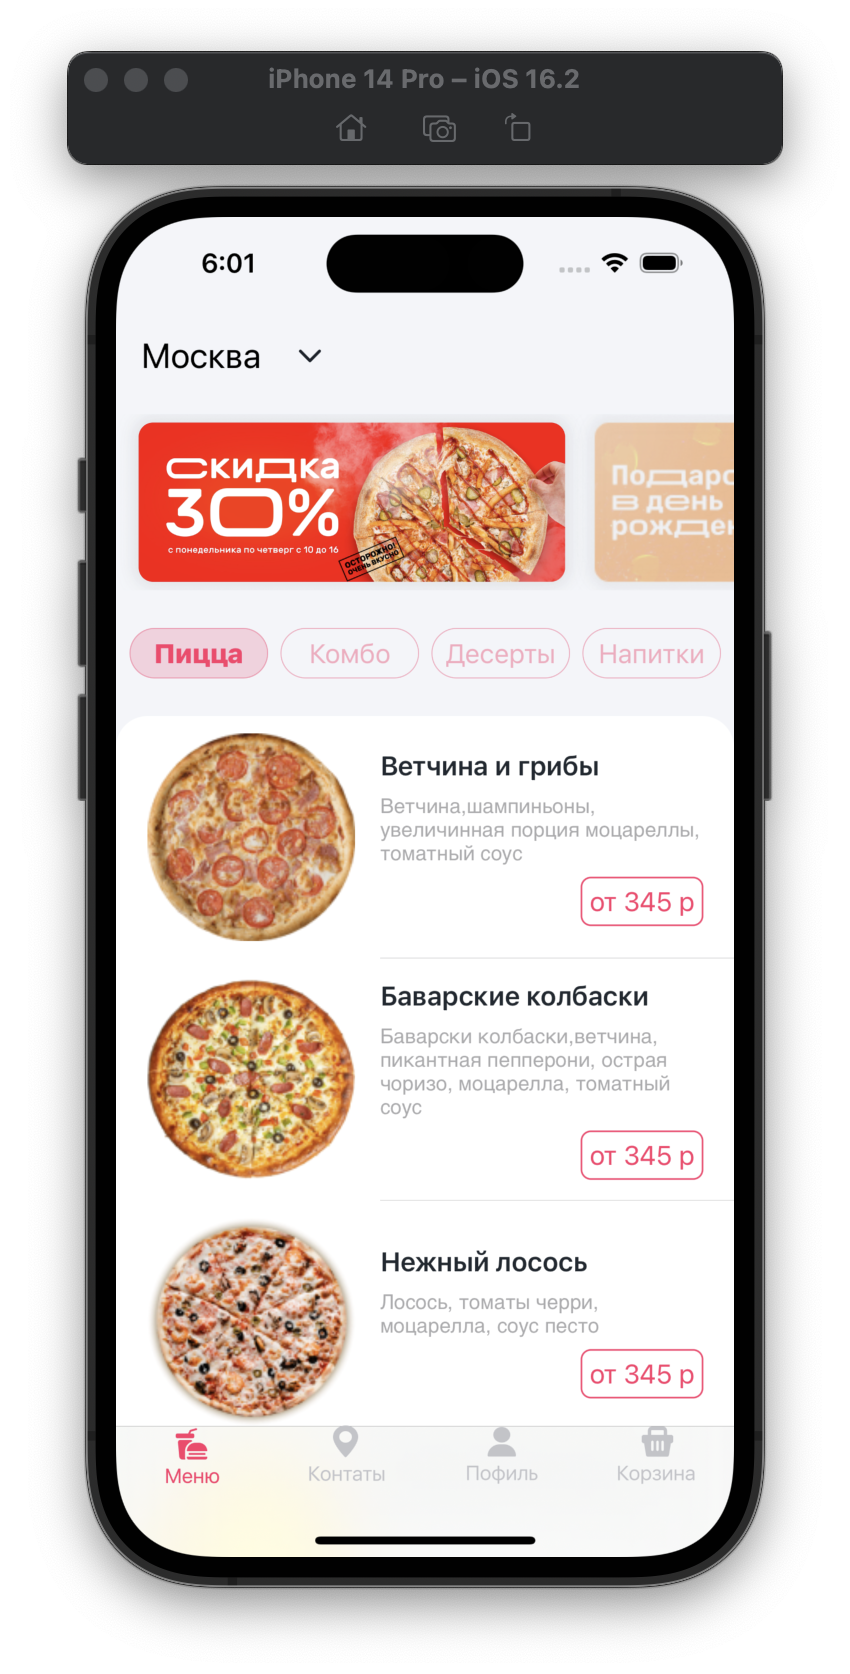 iPhone 14 Pro – iOS 16.2
6:01
Москва
скидка
30%
с понедельника по четверг с 10 до 16
ОСТОРОЖНО!
ОЧЕНЬ ВКУСНО
Подаро
в день
рожден
Пицца
Комбо
Десерты
Напитки
Ветчина и грибы
Ветчина,шампиньоны,
увеличинная порция моцареллы,
томатный соус
от 345 р
Баварские колбаски
Баварски колбаски,ветчина,
пикантная пепперони, острая
чоризо, моцарелла, томатный
соус
от 345 р
Нежный лосось
Лосось, томаты черри,
моцарелла, соус песто
от 345 р
Меню
Контаты
Пофиль
Корзина